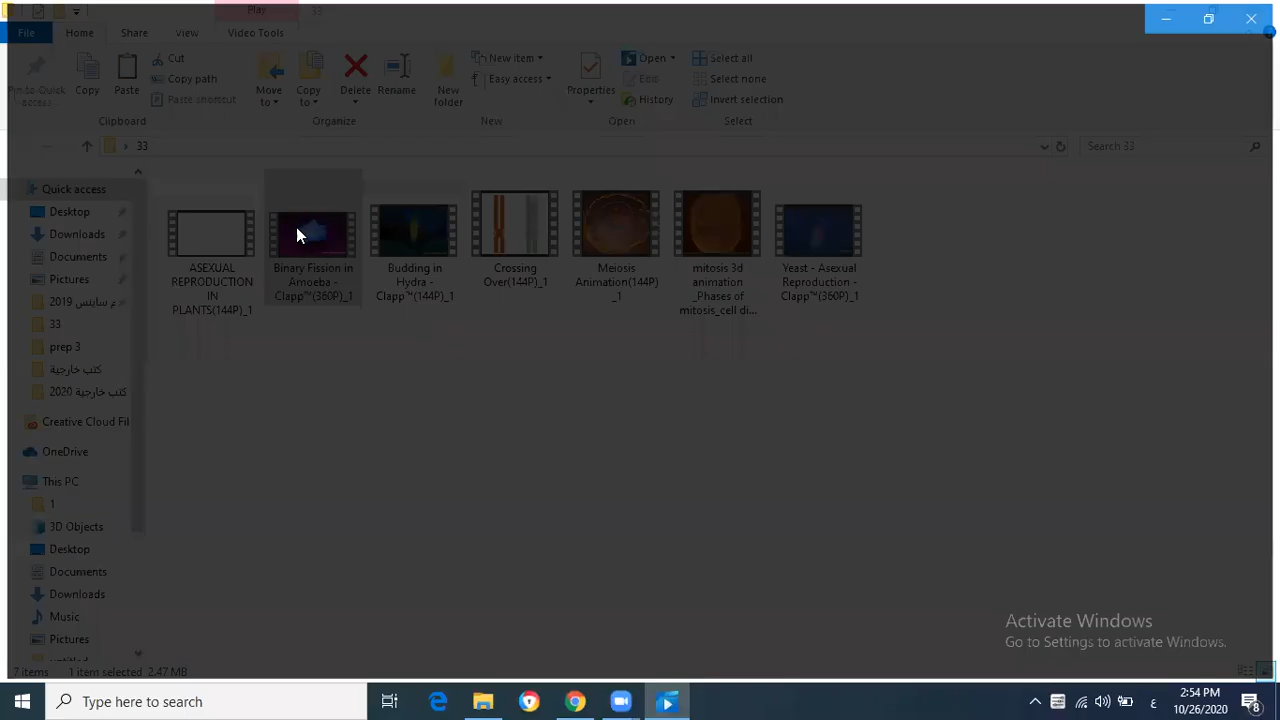 Play
33
File
Home
Share
View
Video Tools
Pin to Quick access
Copy
Paste
Cut
Copy path
Paste shortcut
Clipboard
Move to
Copy to
Delete
Rename
Organize
New folder
New item
Easy access
New
Properties
Open
Edit
History
Open
Select all
Select none
Invert selection
Select
33
Search 33
Quick access
Desktop
Downloads
Documents
Pictures
م ساينس 2019
33
prep 3
كتب خارجية
كتب خارجية 2020
Creative Cloud Fil
OneDrive
This PC
1
3D Objects
Desktop
Documents
Downloads
Music
Pictures
ASEXUAL
REPRODUCTION
IN
PLANTS(144P)_1
Binary Fission in
Amoeba -
Clapp™(360P)_1
Budding in
Hydra -
Clapp™(144P)_1
Crossing
Over(144P)_1
Meiosis
Animation(144P)
_1
mitosis 3d
animation
_Phases of
mitosis_cell di...
Yeast - Asexual
Reproduction -
Clapp™(360P)_1
Activate Windows
Go to Settings to activate Windows.
7 items 1 item selected 2.47 MB
Type here to search
ع
2:54 PM
10/26/2020
8